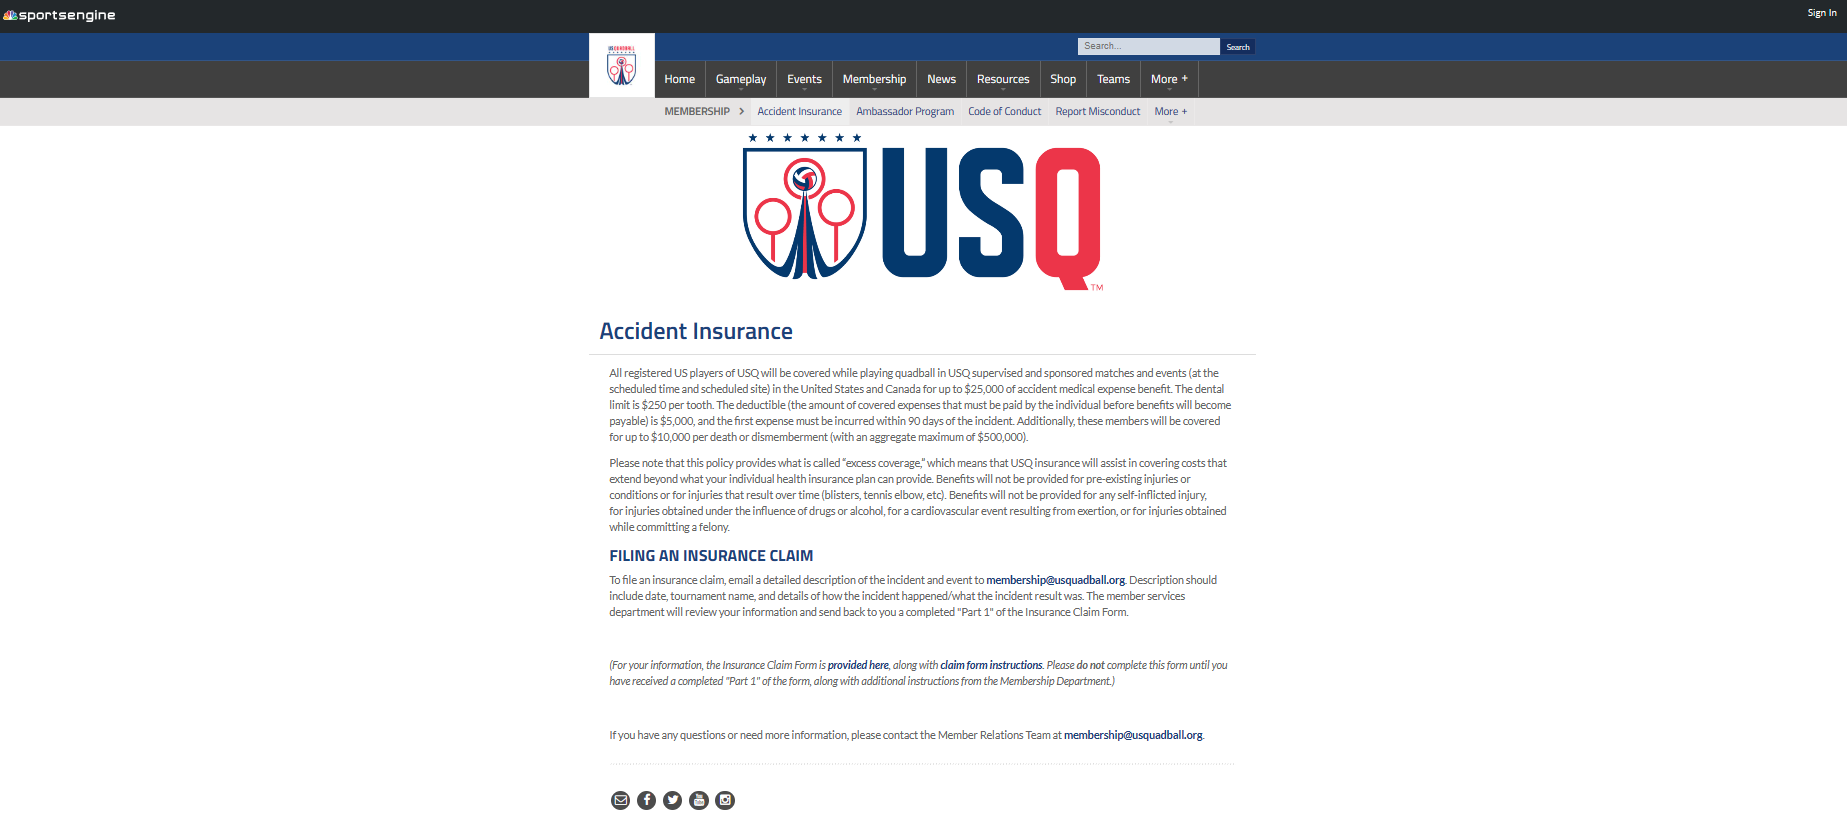 sportsengine
Sign In
US QUADBALL
Search...
Search
Home
Gameplay
Events
Membership
News
Resources
Shop
Teams
More +
MEMBERSHIP
Accident Insurance
Ambassador Program
Code of Conduct
Report Misconduct
More +
USQ
TM
Accident Insurance
All registered US players of USQ will be covered while playing quadball in USQ supervised and sponsored matches and events (at the
scheduled time and scheduled site) in the United States and Canada for up to $25,000 of accident medical expense benefit. The dental
limit is $250 per tooth. The deductible (the amount of covered expenses that must be paid by the individual before benefits will become
payable) is $5,000, and the first expense must be incurred within 90 days of the incident. Additionally, these members will be covered
for up to $10,000 per death or dismemberment (with an aggregate maximum of $500,000).
Please note that this policy provides what is called “excess coverage,” which means that USQ insurance will assist in covering costs that
extend beyond what your individual health insurance plan can provide. Benefits will not be provided for pre-existing injuries or
conditions or for injuries that result over time (blisters, tennis elbow, etc). Benefits will not be provided for any self-inflicted injury,
for injuries obtained under the influence of drugs or alcohol, for a cardiovascular event resulting from exertion, or for injuries obtained
while committing a felony.
FILING AN INSURANCE CLAIM
To file an insurance claim, email a detailed description of the incident and event to membership@usquadball.org. Description should
include date, tournament name, and details of how the incident happened/what the incident result was. The member services
department will review your information and send back to you a completed "Part 1" of the Insurance Claim Form.
(For your information, the Insurance Claim Form is provided here, along with claim form instructions. Please do not complete this form until you
have received a completed "Part 1" of the form, along with additional instructions from the Membership Department.)
If you have any questions or need more information, please contact the Member Relations Team at membership@usquadball.org.
You Tube